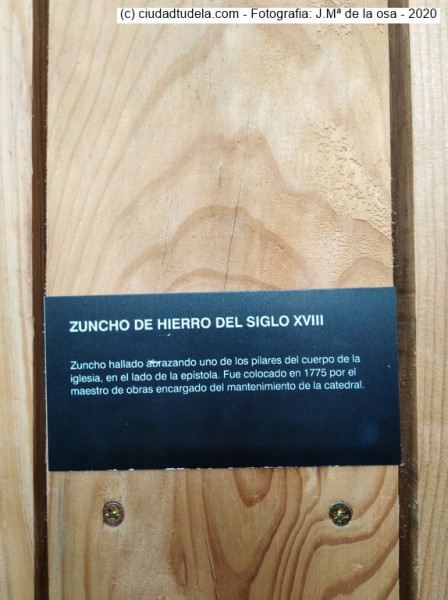 (c) ciudadtudela.com - Fotografia: J.Mª de la osa - 2020
ZUNCHO DE HIERRO DEL SIGLO XVIII
Zuncho hallado abrazando uno de los pilares del cuerpo de la
iglesia, en el lado de la epístola. Fue colocado en 1775 por el
maestro de obras encargado del mantenimiento de la catedral.